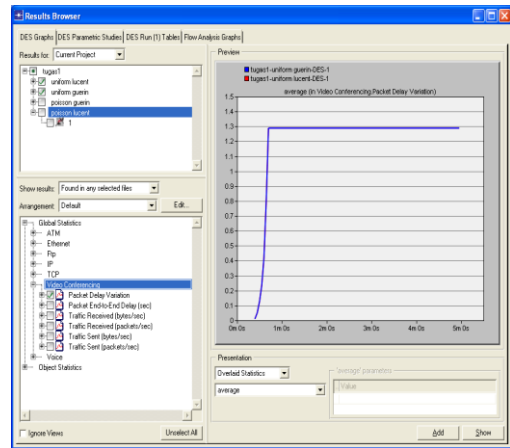 Results Browser
DES Graphs DES Parametric Studies DES Run (1) Tables Flow Analysis Graphs
Results for: Current Project
tugas1
uniform lucent
uniform guerin
poisson guerin
poisson lucent
1
Show results: Found in any selected files
Arrangement: Default Edit...
Global Statistics
ATM
Ethernet
Ftp
IP
TCP
Video Conferencing
Packet Delay Variation
Packet End-to-End Delay (sec)
Traffic Received (bytes/sec)
Traffic Received (packets/sec)
Traffic Sent (bytes/sec)
Traffic Sent (packets/sec)
Voice
Object Statistics
Ignore Views Unselect All
Preview
tugas1-uniform guerin-DES-1
tugas1-uniform lucent-DES-1
average (in Video Conferencing.Packet Delay Variation)
1.5
1.4
1.3
1.2
1.1
1
0.9
0.8
0.7
0.6
0.5
0.4
0.3
0.2
0.1
0
0m 0s 1m 0s 2m 0s 3m 0s 4m 0s 5m 0s
Presentation
Overlaid Statistics
average
'average' parameters
Value
Add Show